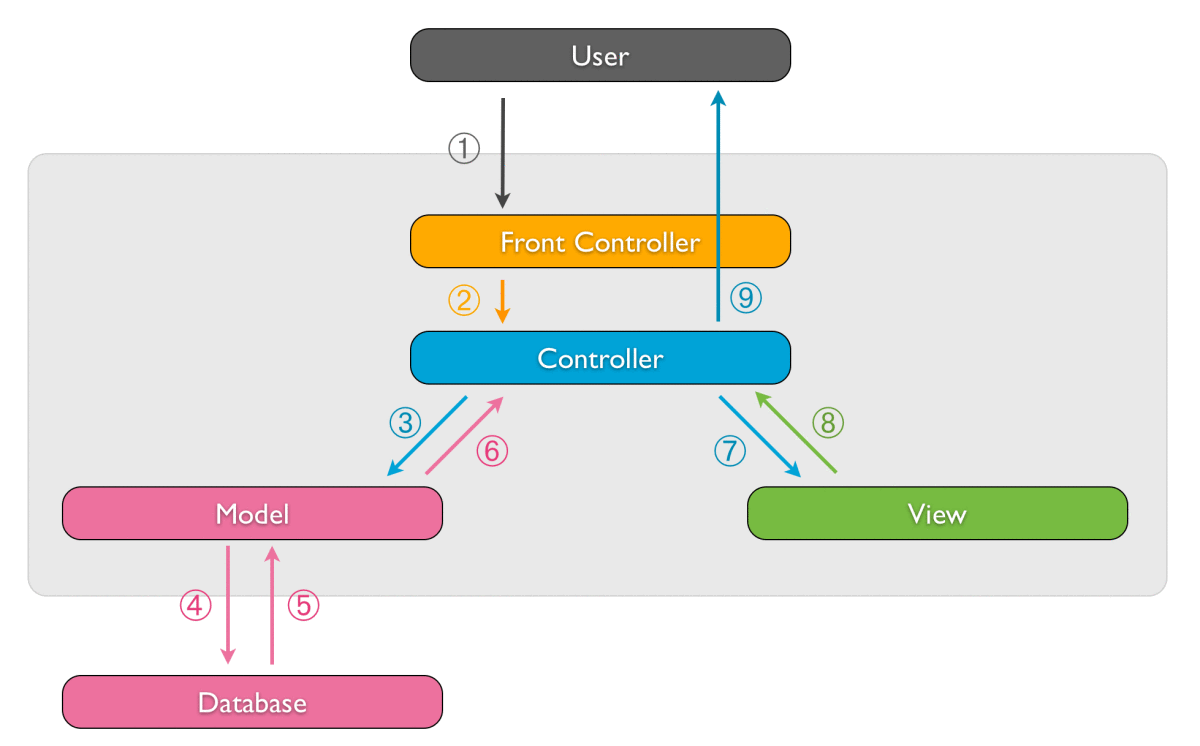 User
①
Front Controller
②
⑨
Controller
③
⑥
⑦
⑧
Model
View
④
⑤
Database